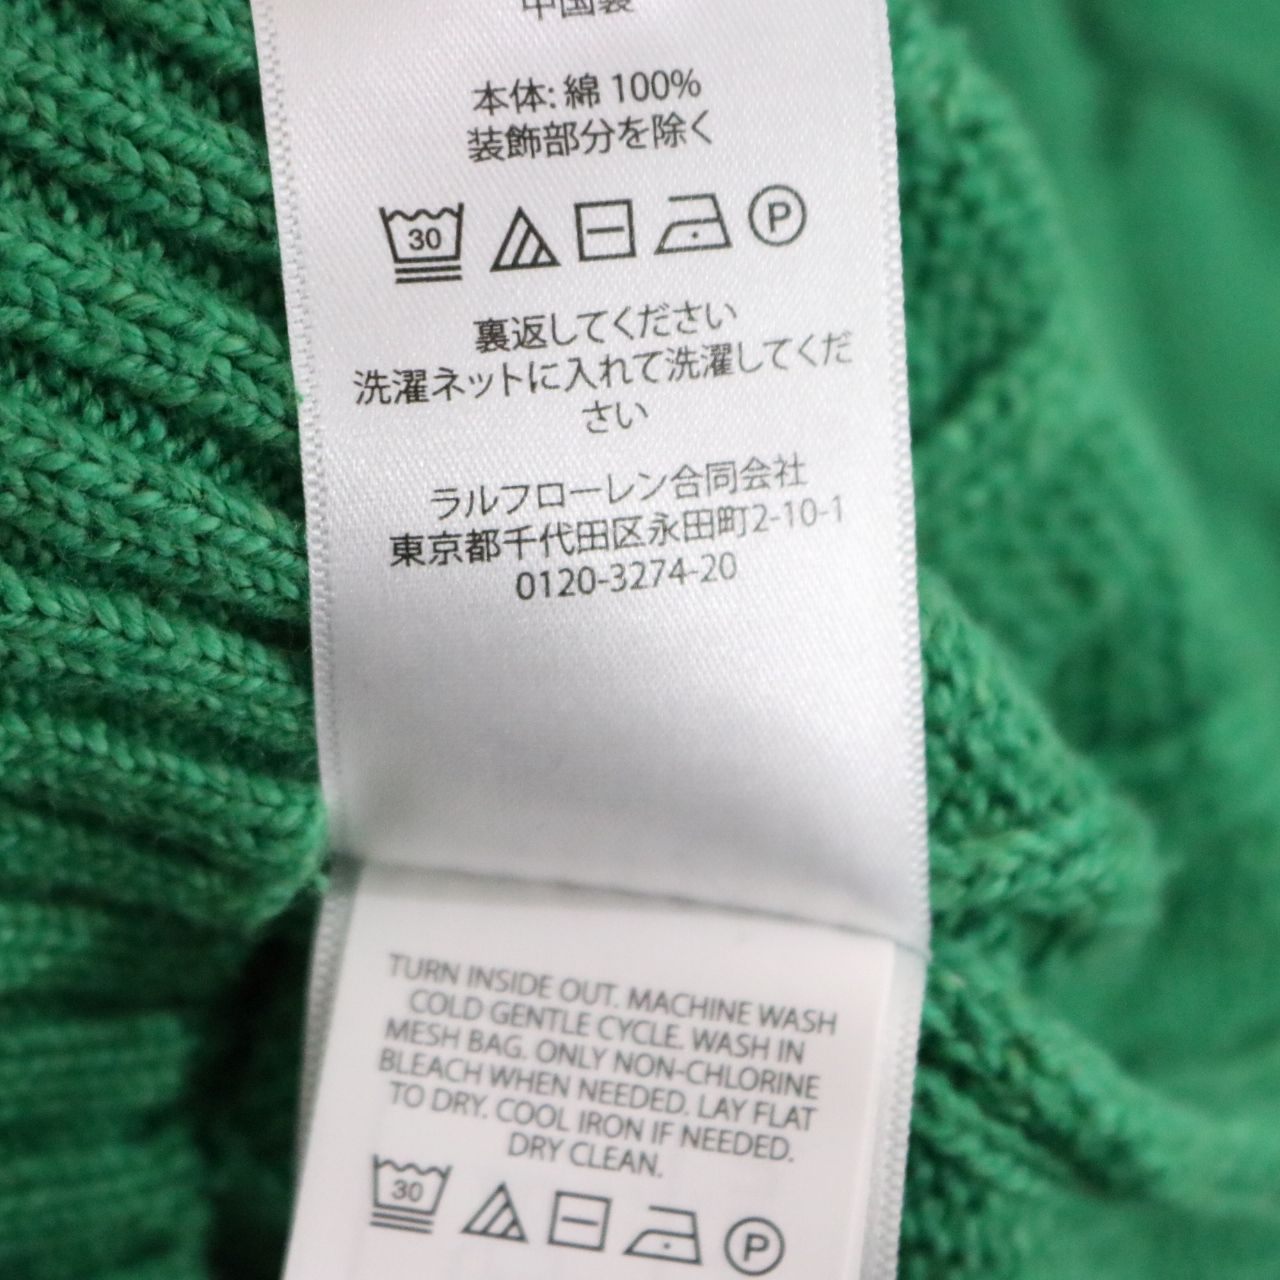 中国製
本体: 綿 100%
装飾部分を除く
30
P
裏返してください
洗濯ネットに入れて洗濯してくだ
さい
ラルフローレン合同会社
東京都千代田区永田町2-10-1
0120-3274-20
TURN INSIDE OUT. MACHINE WASH
COLD GENTLE CYCLE. WASH IN
MESH BAG. ONLY NON-CHLORINE
BLEACH WHEN NEEDED. LAY FLAT
TO DRY. COOL IRON IF NEEDED.
DRY CLEAN.
30
P